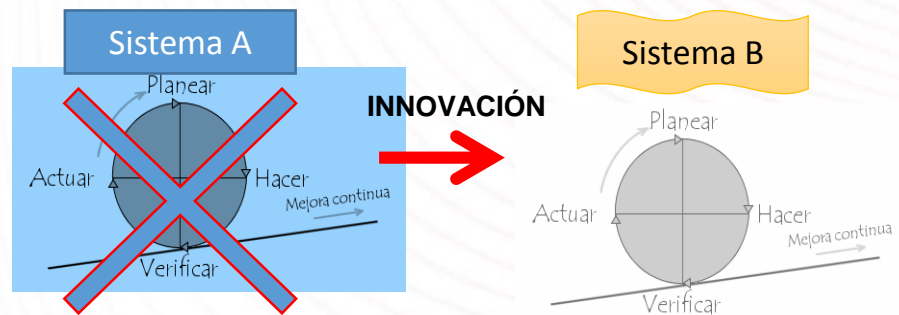 Sistema A
Planear
Actuar
Hacer
Mejora continua
Verificar
INNOVACIÓN
Sistema B
Planear
Actuar
Hacer
Mejora continua
Verificar